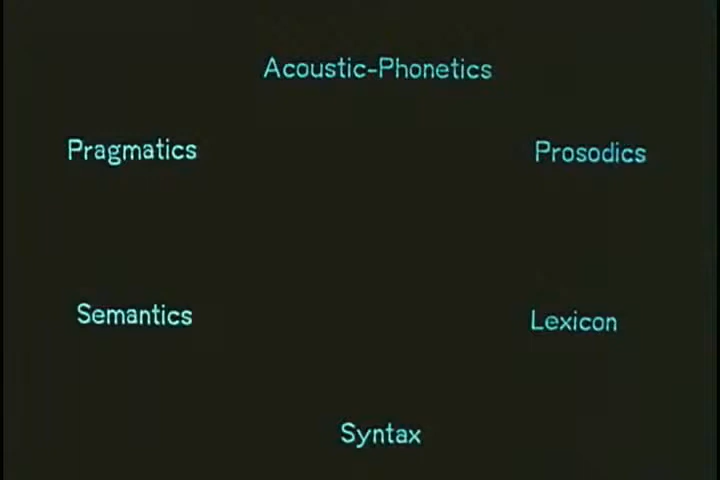 Acoustic-Phonetics
Pragmatics
Prosodics
Semantics
Lexicon
Syntax